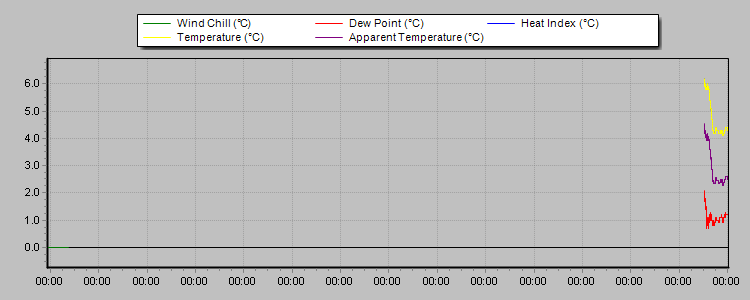 Wind Chill (°C) Dew Point (°C) Heat Index (°C)
Temperature (°C) Apparent Temperature (°C)
6.0
5.0
4.0
3.0
2.0
1.0
0.0
00:00 00:00 00:00 00:00 00:00 00:00 00:00 00:00 00:00 00:00 00:00 00:00 00:00 00:00 00:00